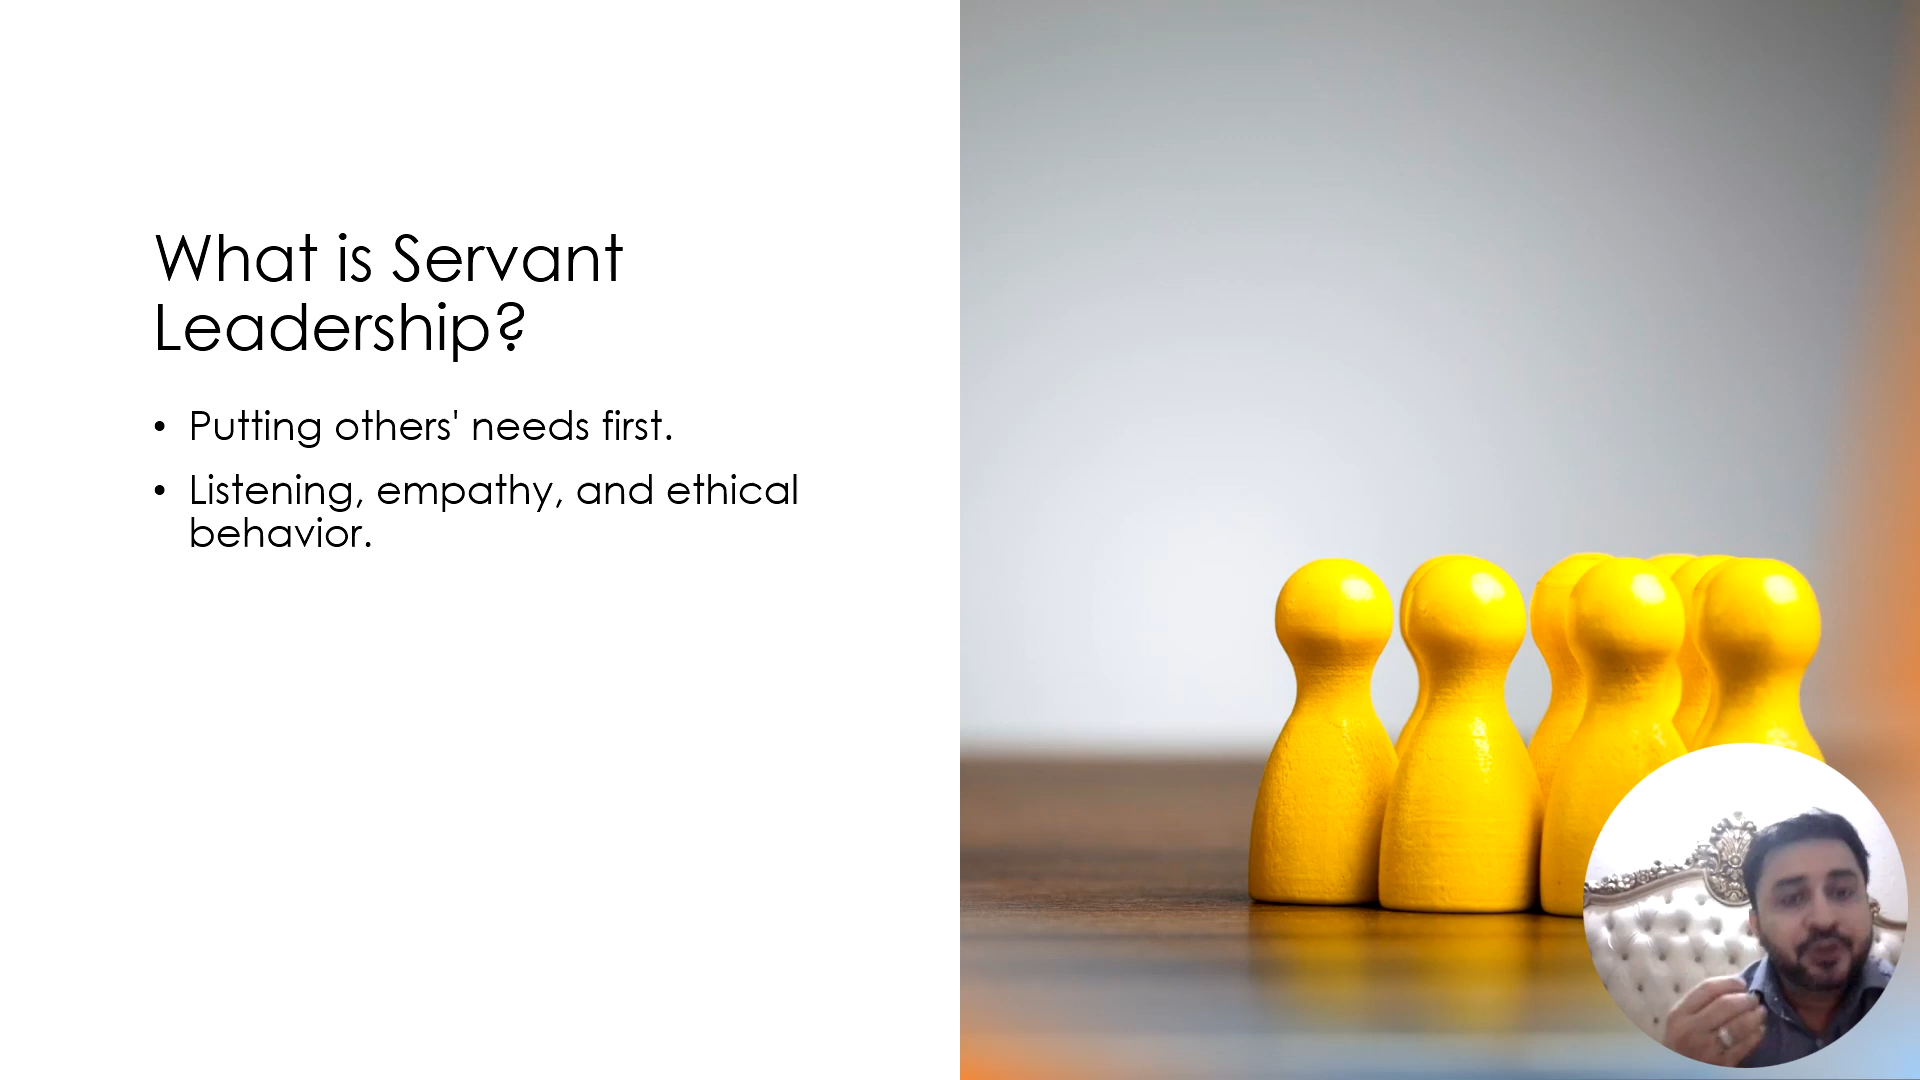 What is Servant
Leadership?
• Putting others' needs first.
• Listening, empathy, and ethical
behavior.